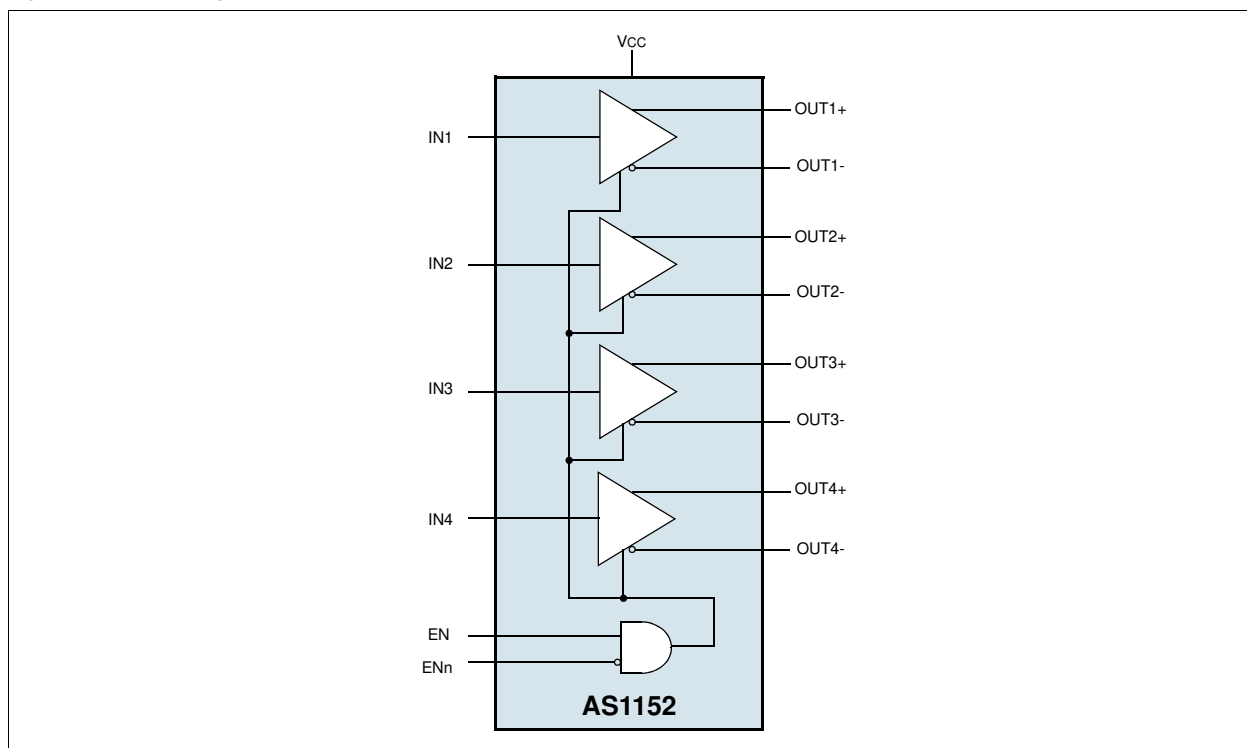 VCC
OUT1+
IN1
OUT1-
OUT2+
IN2
OUT2-
OUT3+
IN3
OUT3-
OUT4+
IN4
OUT4-
EN
ENn
AS1152